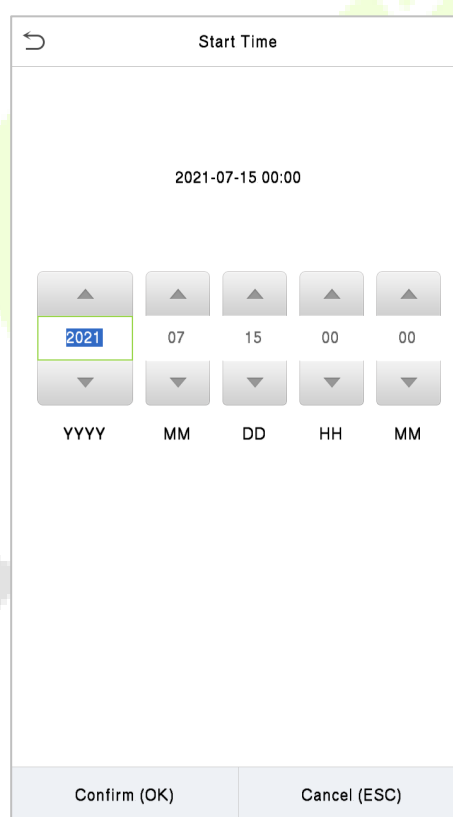 Start Time
2021-07-15 00:00
2021 07 15 00 00
YYYY MM DD HH MM
Confirm (OK) Cancel (ESC)